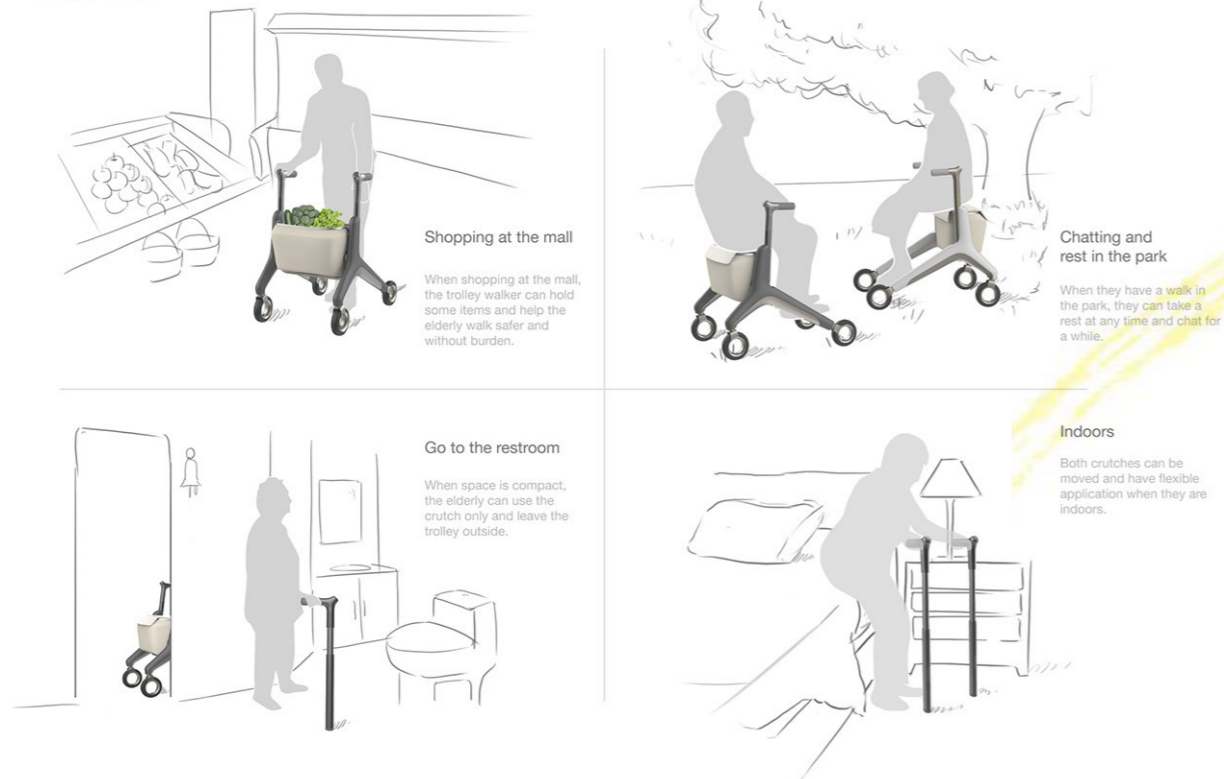 Shopping at the mall
When shopping at the mall,
the trolley walker can hold
some items and help the
elderly walk safer and
without burden.
Chatting and
rest in the park
When they have a walk in
the park, they can take a
rest at any time and chat for
a while.
Go to the restroom
When space is compact,
the elderly can use the
crutch only and leave the
trolley outside.
Indoors
Both crutches can be
moved and have flexible
application when they are
indoors.